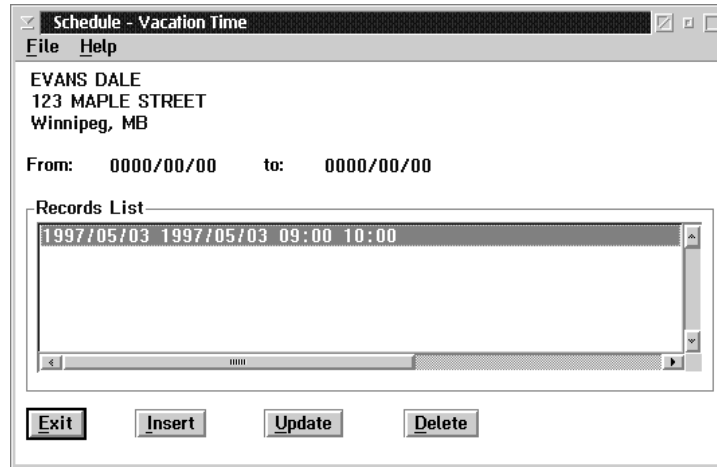 Schedule - Vacation Time
File Help
EVANS DALE
123 MAPLE STREET
Winnipeg, MB
From: 0000/00/00 to: 0000/00/00
Records List
1997/05/03 1997/05/03 09:00 10:00
Exit Insert Update Delete